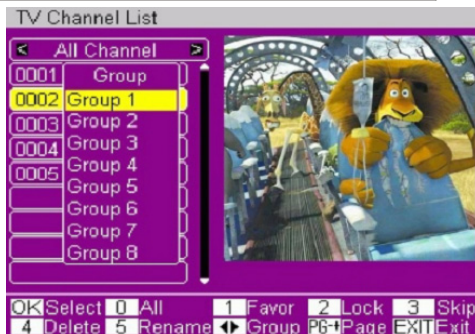 TV Channel List
All Channel
0001 Group
0002 Group 1
0003 Group 2
0004 Group 3
0005 Group 4
Group 5
Group 6
Group 7
Group 8
OK Select 0 All 1 Favor 2 Lock 3 Skip
4 Delete 5 Rename ◀▶ Group PG-+ Page EXIT Exit